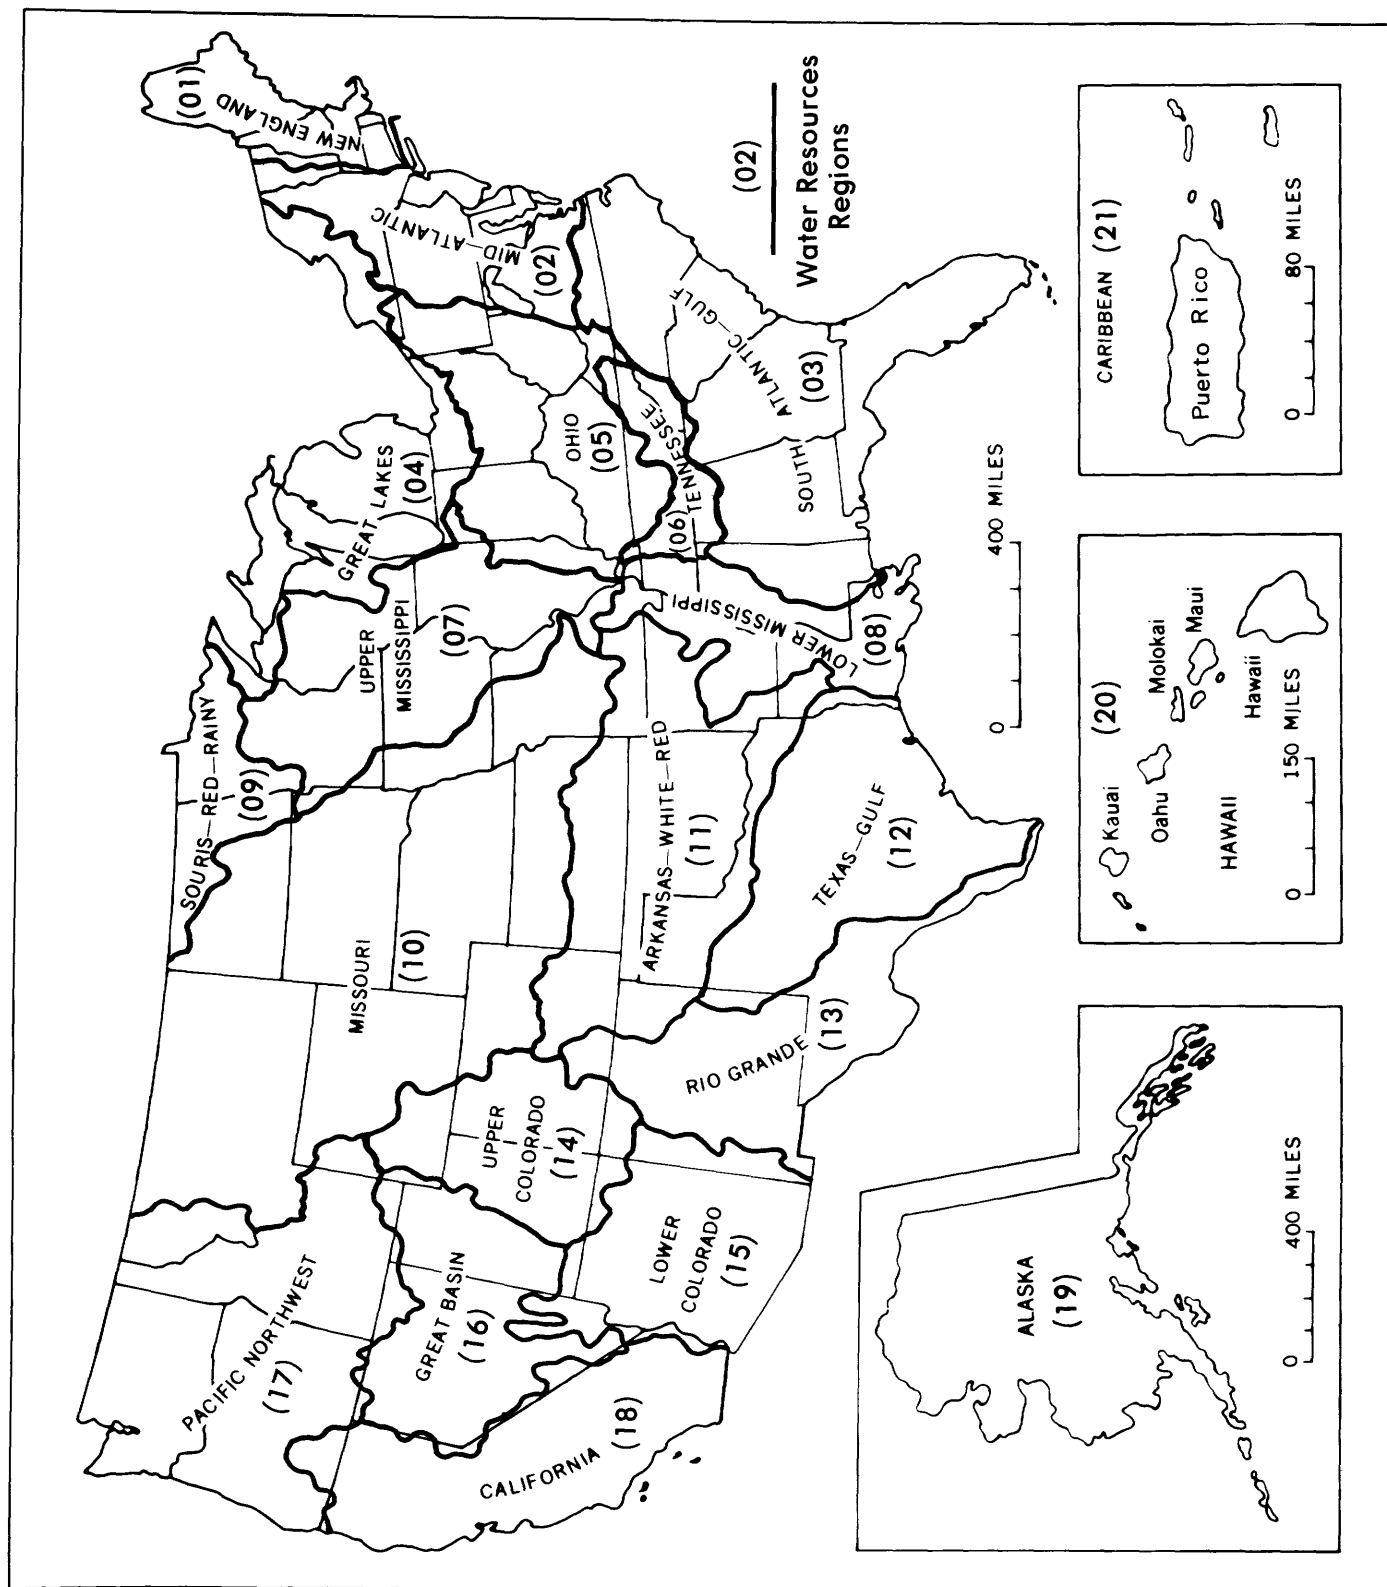 (01)
NEW ENGLAND
MID—ATLANTIC
(02)
SOUTH ATLANTIC—GULF
(03)
GREAT LAKES
(04)
OHIO
(05)
TENNESSEE
(06)
UPPER
MISSISSIPPI
(07)
LOWER MISSISSIPPI
(08)
SOURIS—RED—RAINY
(09)
MISSOURI
(10)
ARKANSAS—WHITE—RED
(11)
TEXAS—GULF
(12)
RIO GRANDE
(13)
UPPER
COLORADO
(14)
LOWER
COLORADO
(15)
GREAT BASIN
(16)
PACIFIC NORTHWEST
(17)
CALIFORNIA
(18)
(02)
Water Resources
Regions
0 400 MILES
ALASKA
(19)
0 400 MILES
(20)
Kauai
Oahu
Molokai
Maui
Hawaii
HAWAII
0 150 MILES
CARIBBEAN (21)
Puerto Rico
0 80 MILES